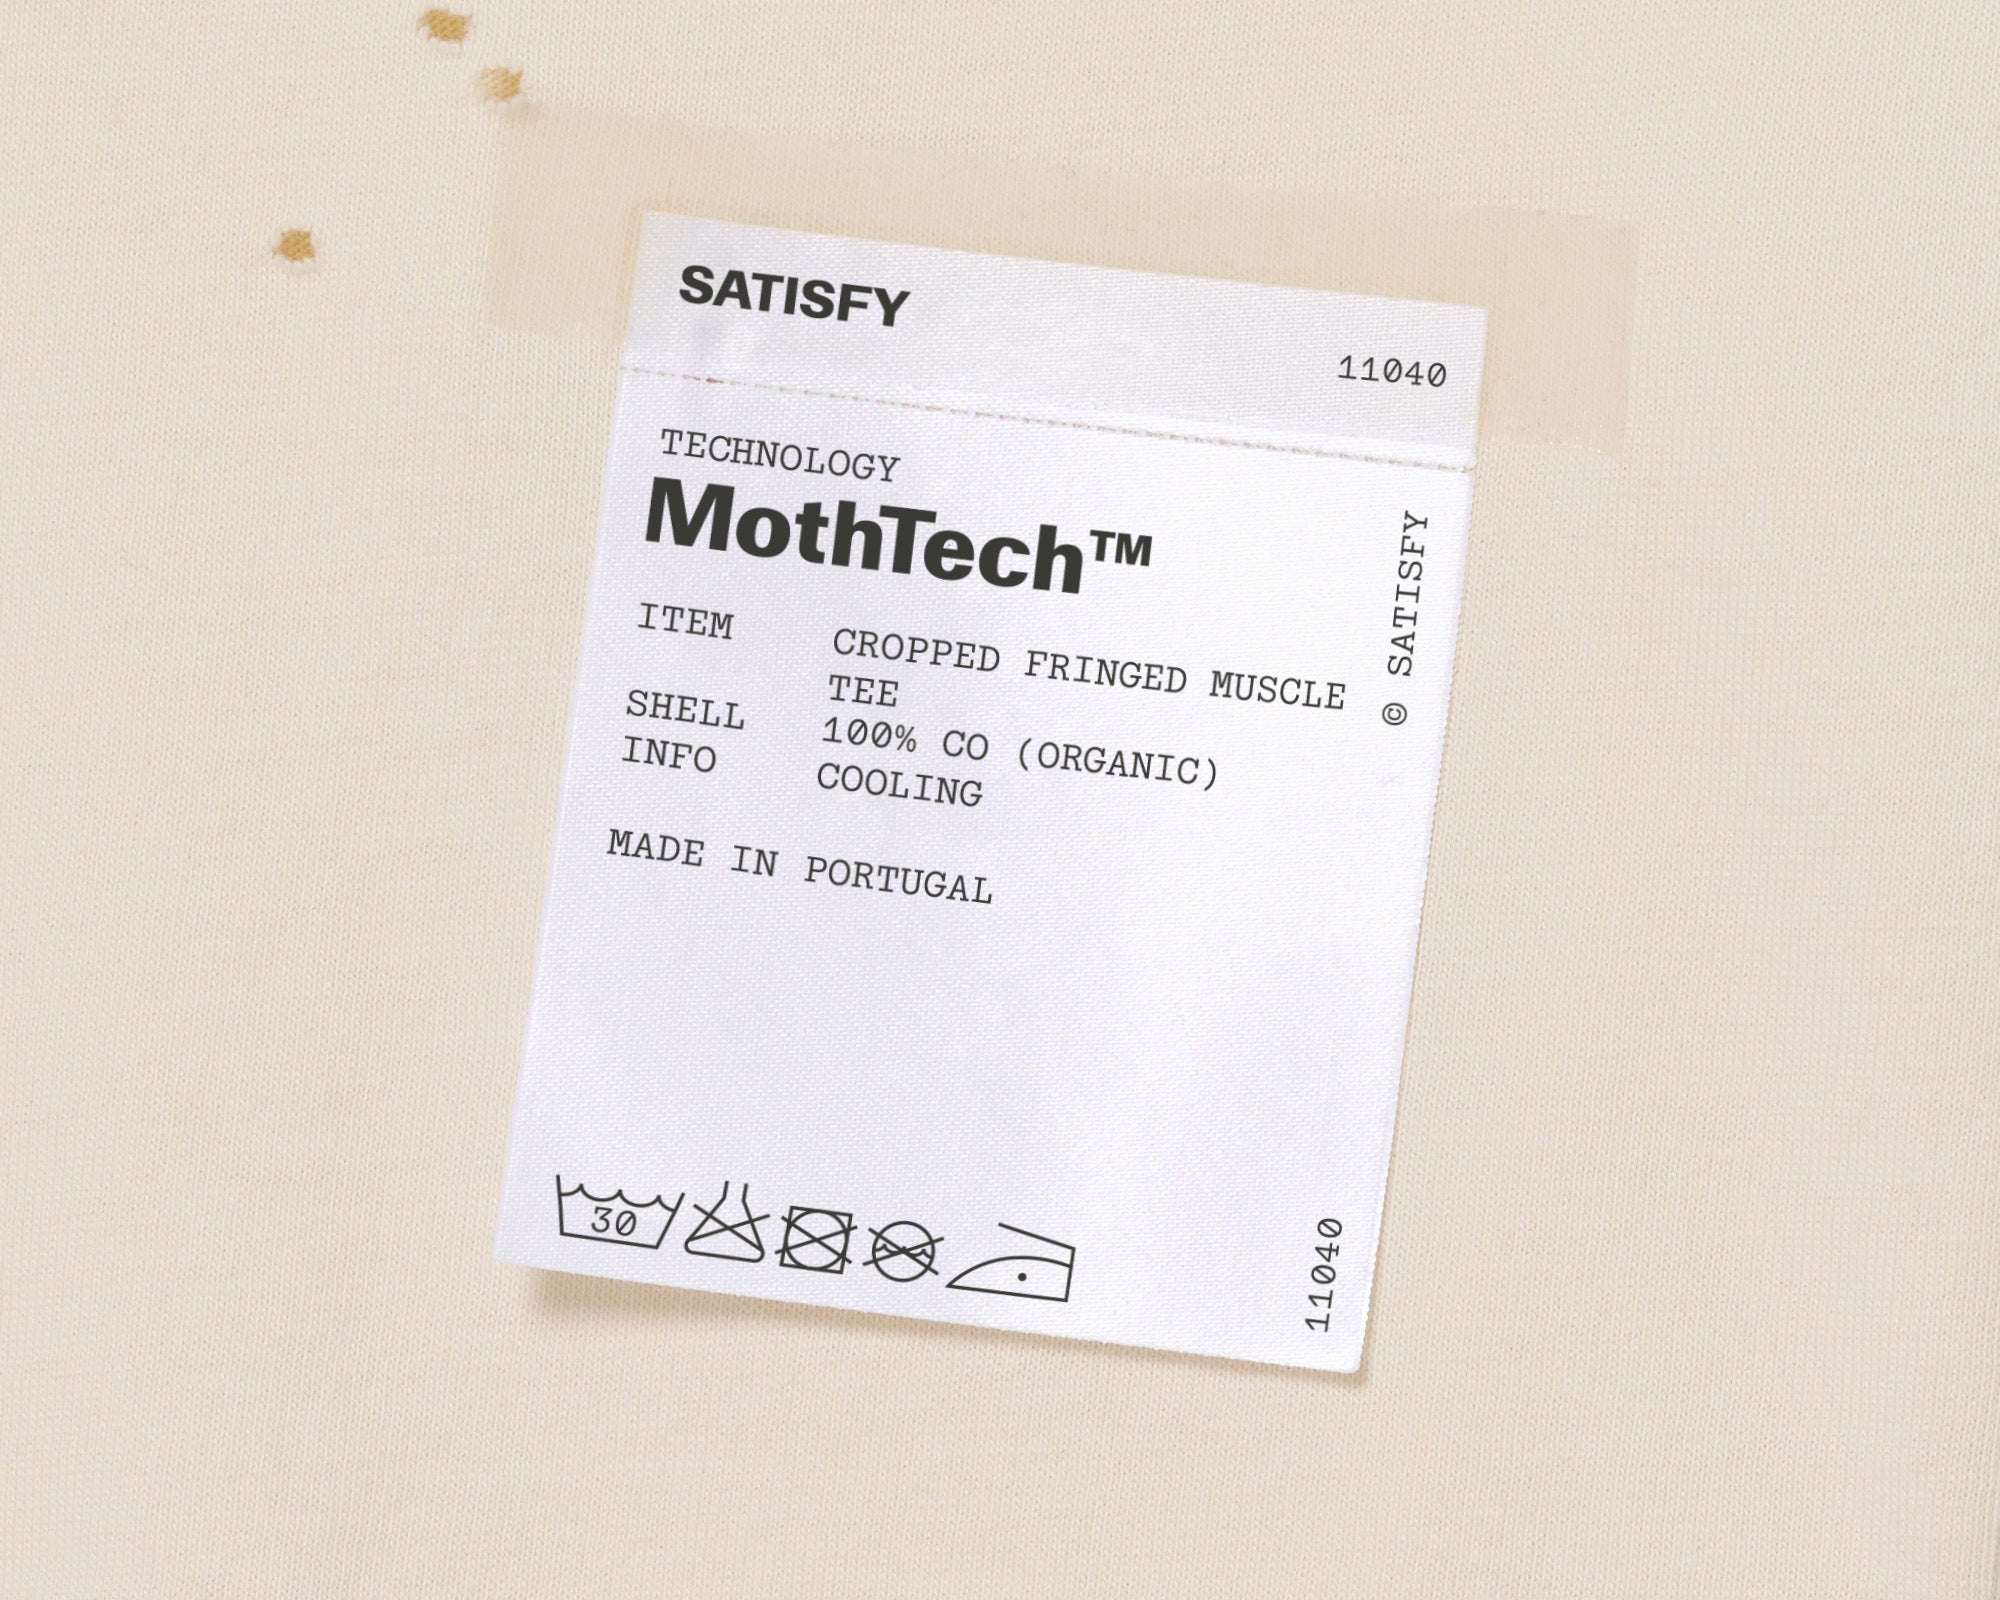 SATISFY
11040
TECHNOLOGY
MothTech™
ITEM CROPPED FRINGED MUSCLE
TEE
SHELL 100% CO (ORGANIC)
INFO COOLING
MADE IN PORTUGAL
30
© SATISFY
11040